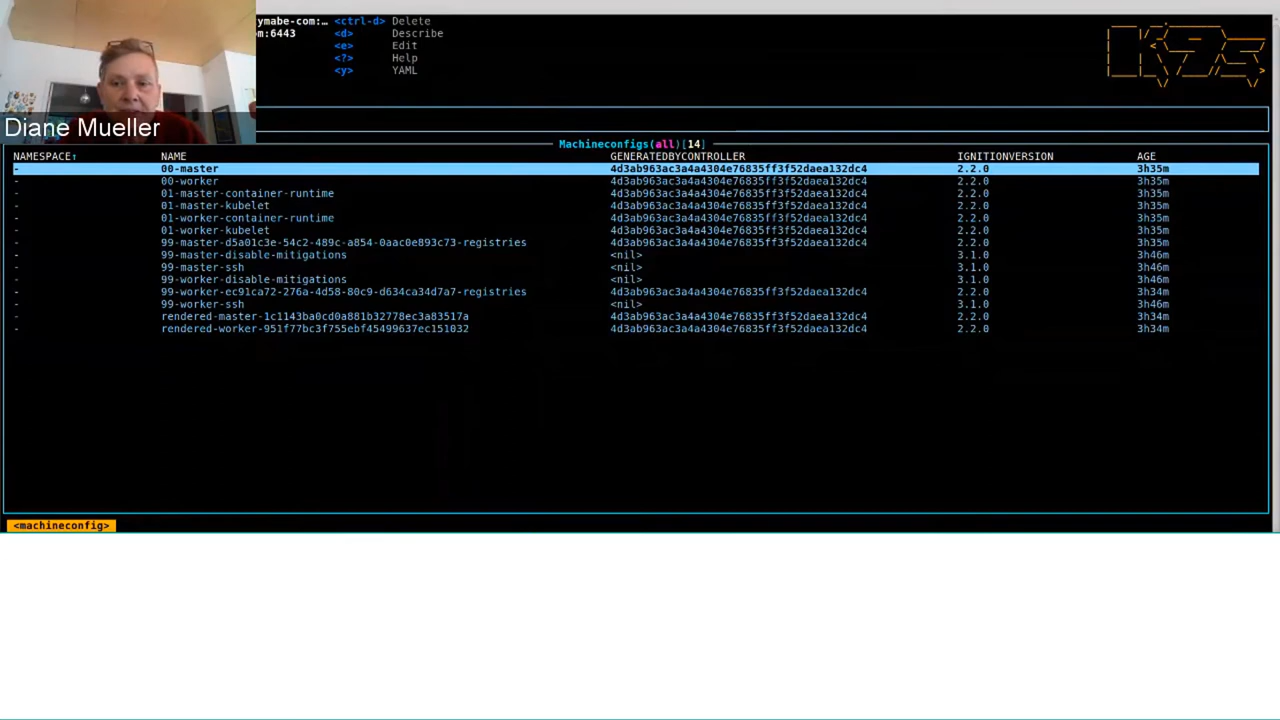 ymabe-com:… <ctrl-d> Delete
om:6443 <d> Describe
<e> Edit
<?> Help
<y> YAML
Diane Mueller
Machineconfigs(all)[14]
NAMESPACE↑ NAME GENERATEDBYCONTROLLER IGNITIONVERSION AGE
- 00-master 4d3ab963ac3a4a4304e76835ff3f52daea132dc4 2.2.0 3h35m
- 00-worker 4d3ab963ac3a4a4304e76835ff3f52daea132dc4 2.2.0 3h35m
- 01-master-container-runtime 4d3ab963ac3a4a4304e76835ff3f52daea132dc4 2.2.0 3h35m
- 01-master-kubelet 4d3ab963ac3a4a4304e76835ff3f52daea132dc4 2.2.0 3h35m
- 01-worker-container-runtime 4d3ab963ac3a4a4304e76835ff3f52daea132dc4 2.2.0 3h35m
- 01-worker-kubelet 4d3ab963ac3a4a4304e76835ff3f52daea132dc4 2.2.0 3h35m
- 99-master-d5a01c3e-54c2-489c-a854-0aac0e893c73-registries 4d3ab963ac3a4a4304e76835ff3f52daea132dc4 2.2.0 3h35m
- 99-master-disable-mitigations <nil> 3.1.0 3h46m
- 99-master-ssh <nil> 3.1.0 3h46m
- 99-worker-disable-mitigations <nil> 3.1.0 3h46m
- 99-worker-ec91ca72-276a-4d58-80c9-d634ca34d7a7-registries 4d3ab963ac3a4a4304e76835ff3f52daea132dc4 2.2.0 3h34m
- 99-worker-ssh <nil> 3.1.0 3h46m
- rendered-master-1c1143ba0cd0a881b32778ec3a83517a 4d3ab963ac3a4a4304e76835ff3f52daea132dc4 2.2.0 3h34m
- rendered-worker-951f77bc3f755ebf45499637ec151032 4d3ab963ac3a4a4304e76835ff3f52daea132dc4 2.2.0 3h34m
<machineconfig>